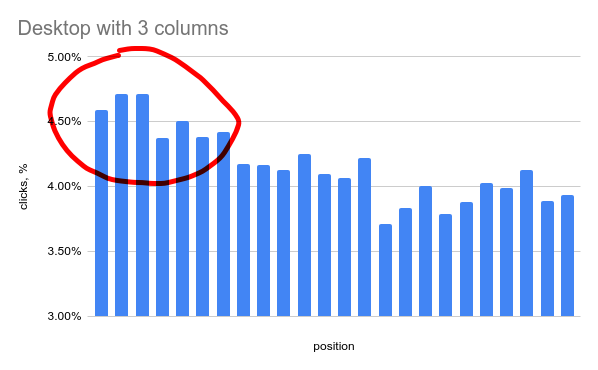 Desktop with 3 columns
5.00%
4.50%
4.00%
3.50%
3.00%
clicks, %
position